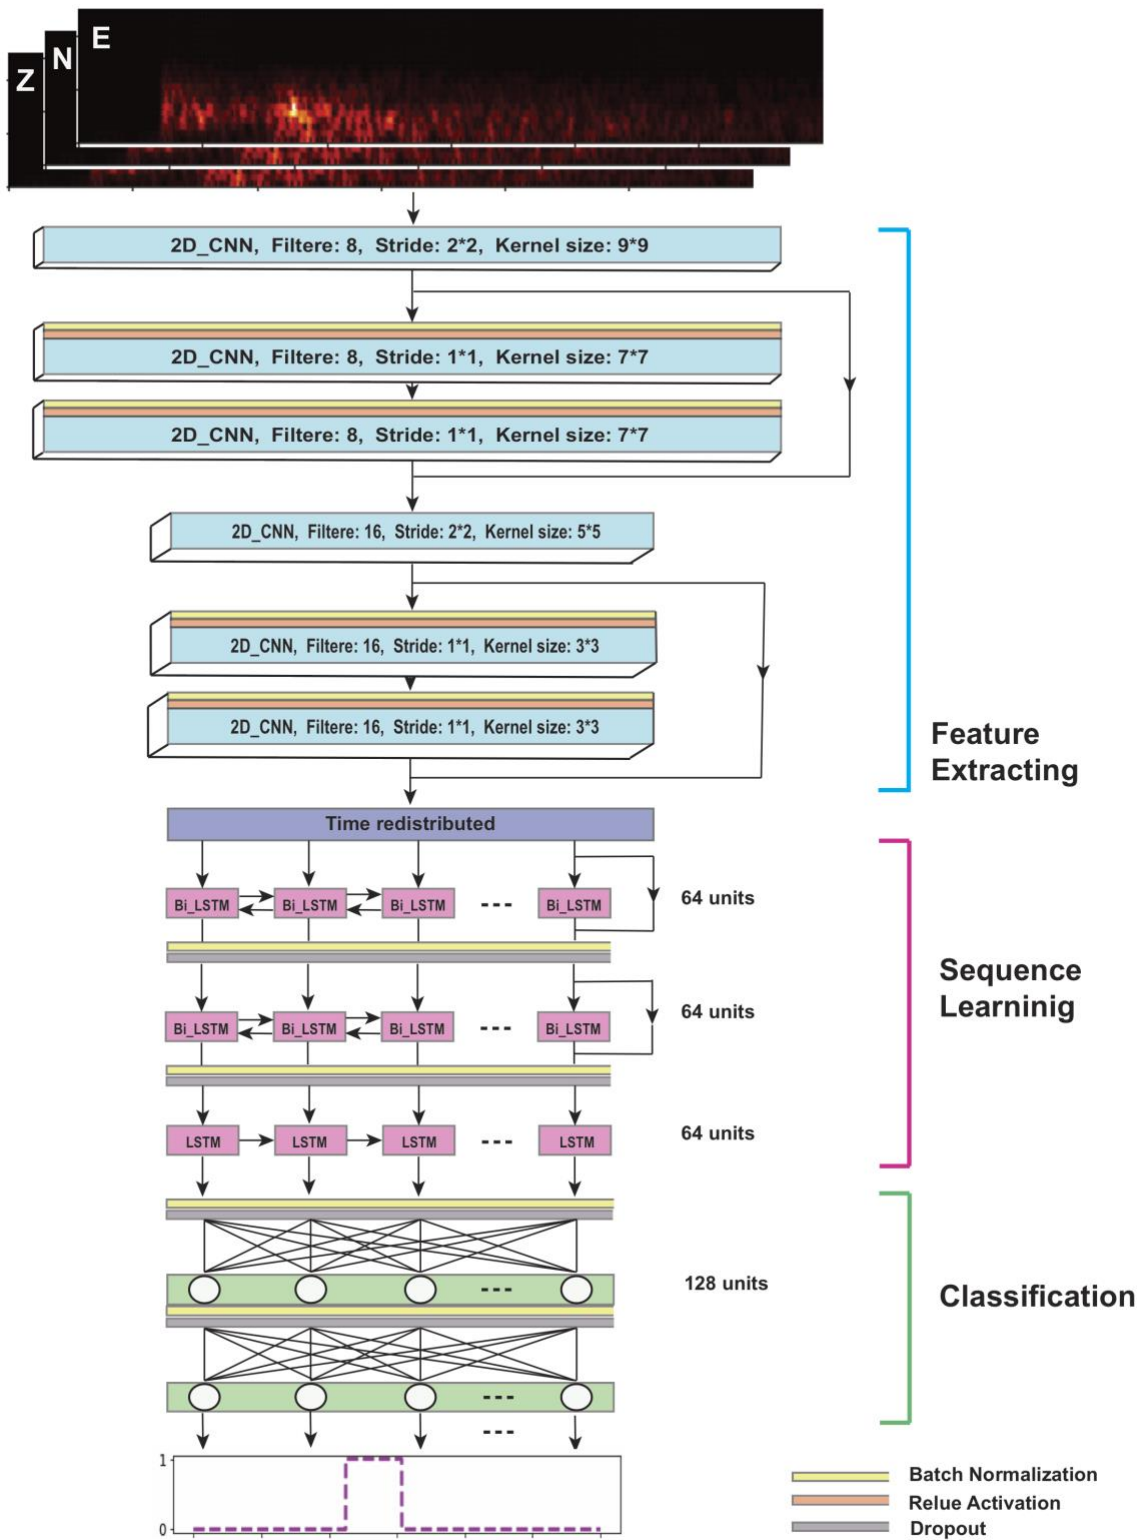 E
N
Z
2D_CNN, Filtere: 8, Stride: 2*2, Kernel size: 9*9
2D_CNN, Filtere: 8, Stride: 1*1, Kernel size: 7*7
2D_CNN, Filtere: 8, Stride: 1*1, Kernel size: 7*7
2D_CNN, Filtere: 16, Stride: 2*2, Kernel size: 5*5
2D_CNN, Filtere: 16, Stride: 1*1, Kernel size: 3*3
2D_CNN, Filtere: 16, Stride: 1*1, Kernel size: 3*3
Feature
Extracting
Time redistributed
Bi_LSTM Bi_LSTM Bi_LSTM --- Bi_LSTM 64 units
Bi_LSTM Bi_LSTM Bi_LSTM --- Bi_LSTM 64 units
LSTM LSTM LSTM --- LSTM 64 units
Sequence
Learninig
--- 128 units
Classification
---
---
1
0
Batch Normalization
Relue Activation
Dropout